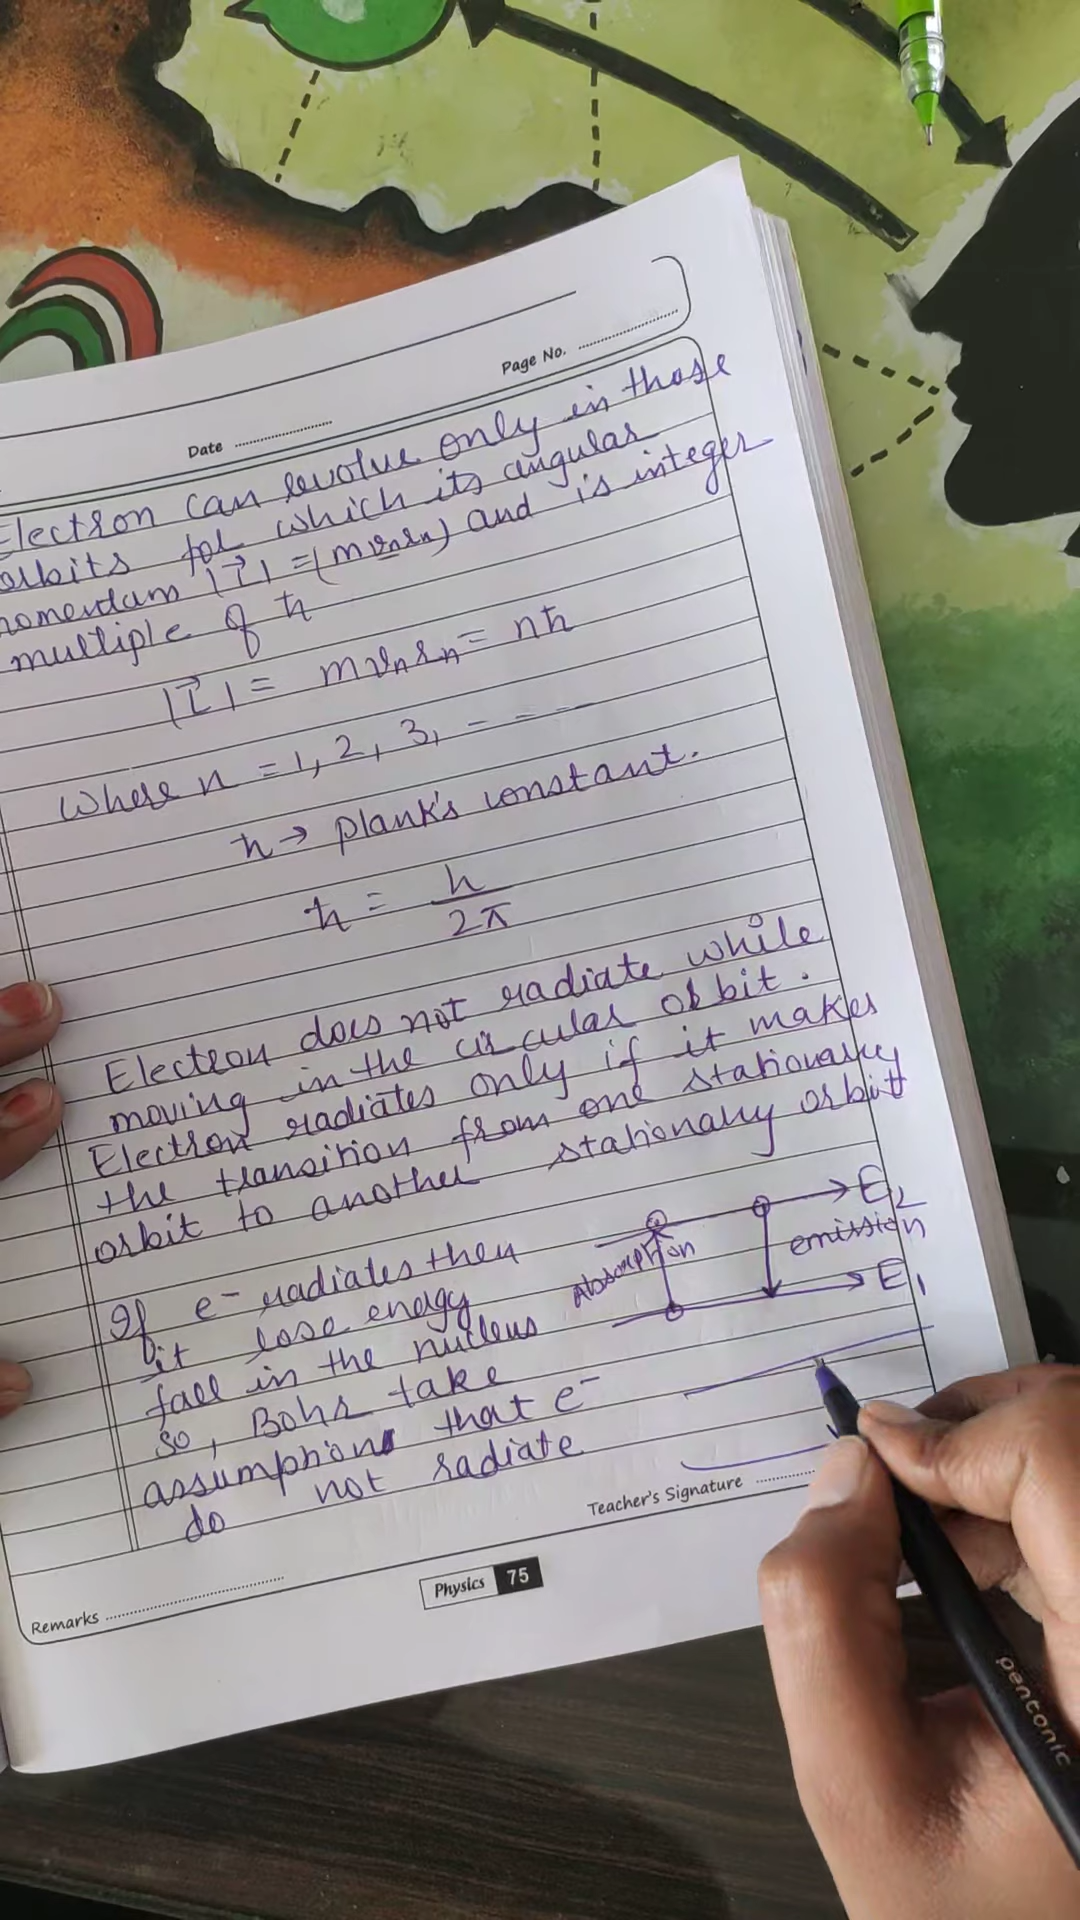 Page No.
Date
Electron can revolve only in those
orbits for which its angular
momentum |L⃗| = (mvₙrₙ) and is integer
multiple of ħ
|L⃗| = mvₙrₙ = nħ
Where n = 1, 2, 3, - - - -
ħ → plank's constant.
ħ = h
2π
Electron does not radiate while
moving in the circular orbit.
Electron radiates only if it makes
the transition from one stationary
orbit to another stationary orbit
If e⁻ radiates then
it lose energy
fall in the nucleus
so, Bohr take
assumption that e⁻
do not radiate
E₂
Absorption
emission
E₁
Teacher's Signature
Remarks
Physics 75
pentonic